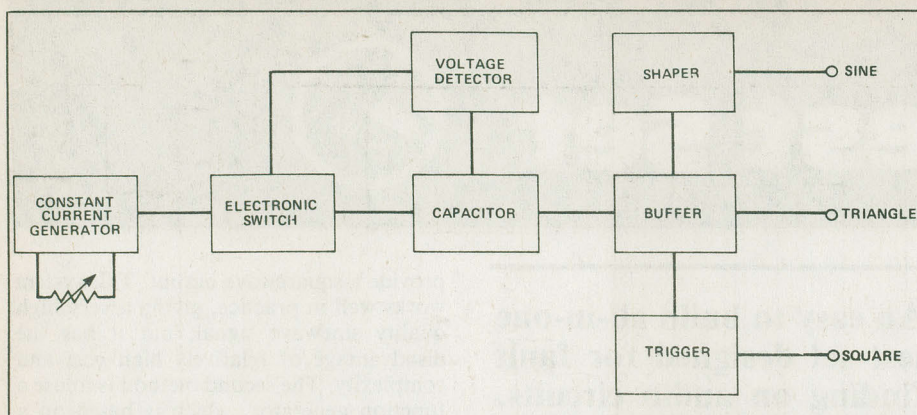 VOLTAGE
DETECTOR
SHAPER
SINE
CONSTANT
CURRENT
GENERATOR
ELECTRONIC
SWITCH
CAPACITOR
BUFFER
TRIANGLE
TRIGGER
SQUARE